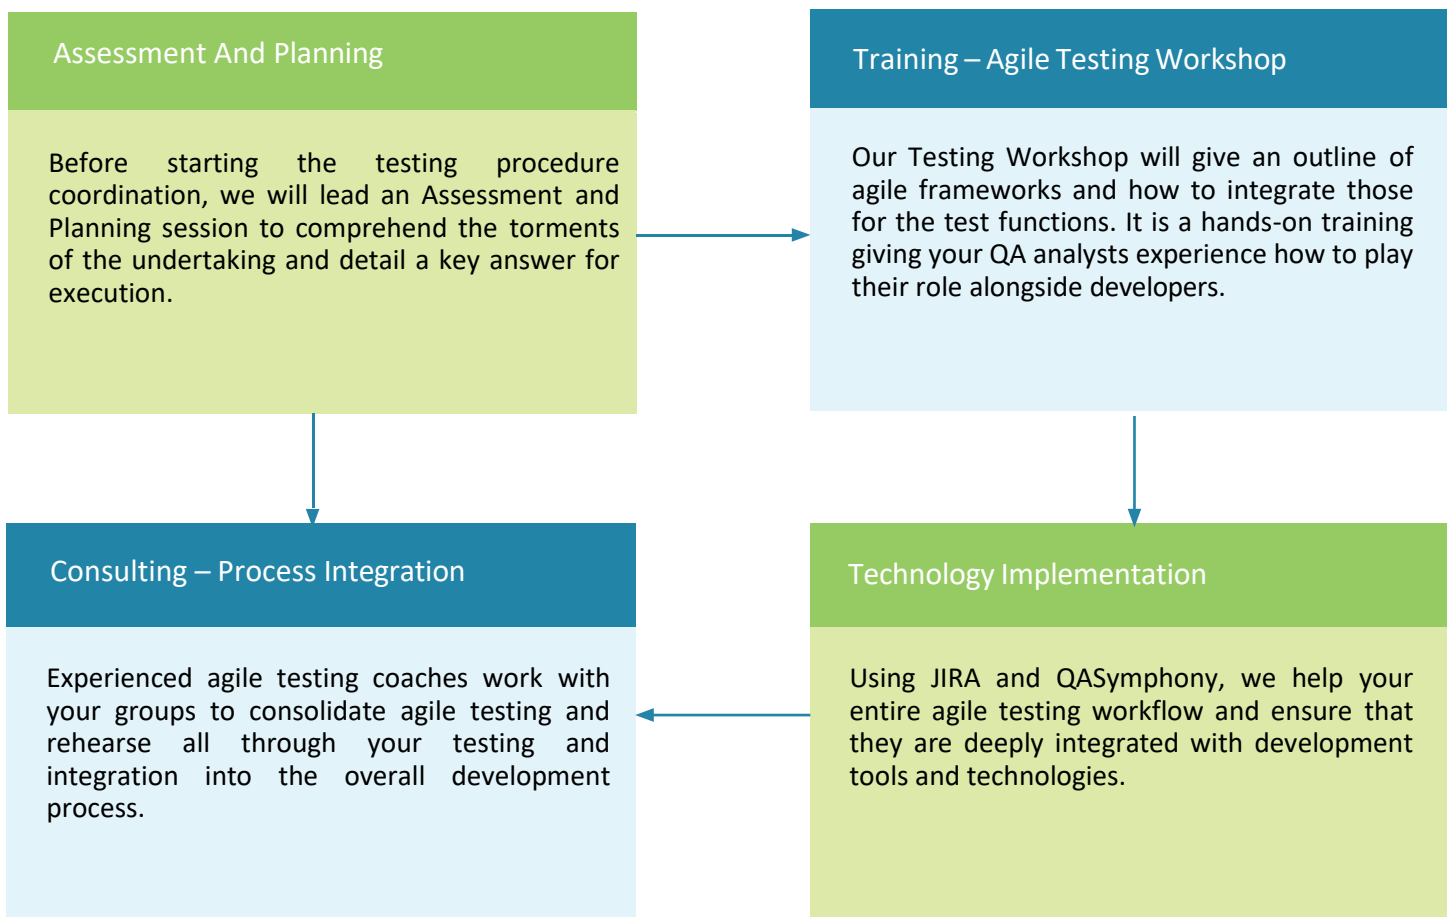 Assessment And Planning
Before starting the testing procedure
coordination, we will lead an Assessment and
Planning session to comprehend the torments
of the undertaking and detail a key answer for
execution.
Training – Agile Testing Workshop
Our Testing Workshop will give an outline of
agile frameworks and how to integrate those
for the test functions. It is a hands-on training
giving your QA analysts experience how to play
their role alongside developers.
Consulting – Process Integration
Experienced agile testing coaches work with
your groups to consolidate agile testing and
rehearse all through your testing and
integration into the overall development
process.
Technology Implementation
Using JIRA and QASymphony, we help your
entire agile testing workflow and ensure that
they are deeply integrated with development
tools and technologies.